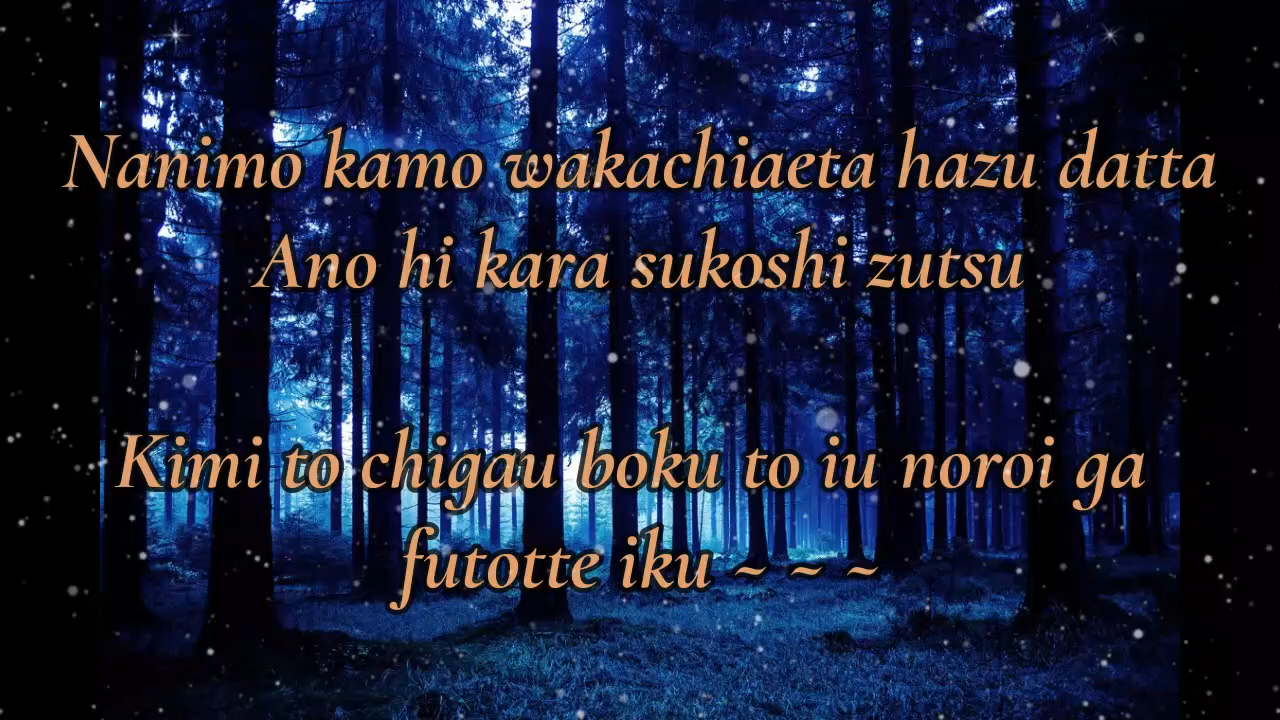 Nanimo kamo wakachiaeta hazu datta
Ano hi kara sukoshi zutsu
Kimi to chigau boku to iu noroi ga
futotte iku ~ ~ ~